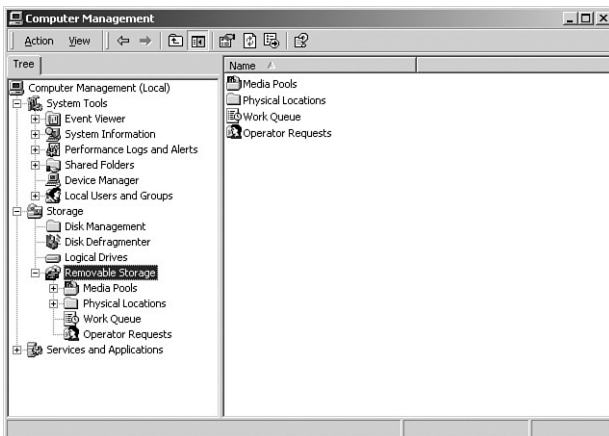 Computer Management
Action View
Tree
Name
Computer Management (Local)
System Tools
Event Viewer
System Information
Performance Logs and Alerts
Shared Folders
Device Manager
Local Users and Groups
Storage
Disk Management
Disk Defragmenter
Logical Drives
Removable Storage
Media Pools
Physical Locations
Work Queue
Operator Requests
Services and Applications
Media Pools
Physical Locations
Work Queue
Operator Requests